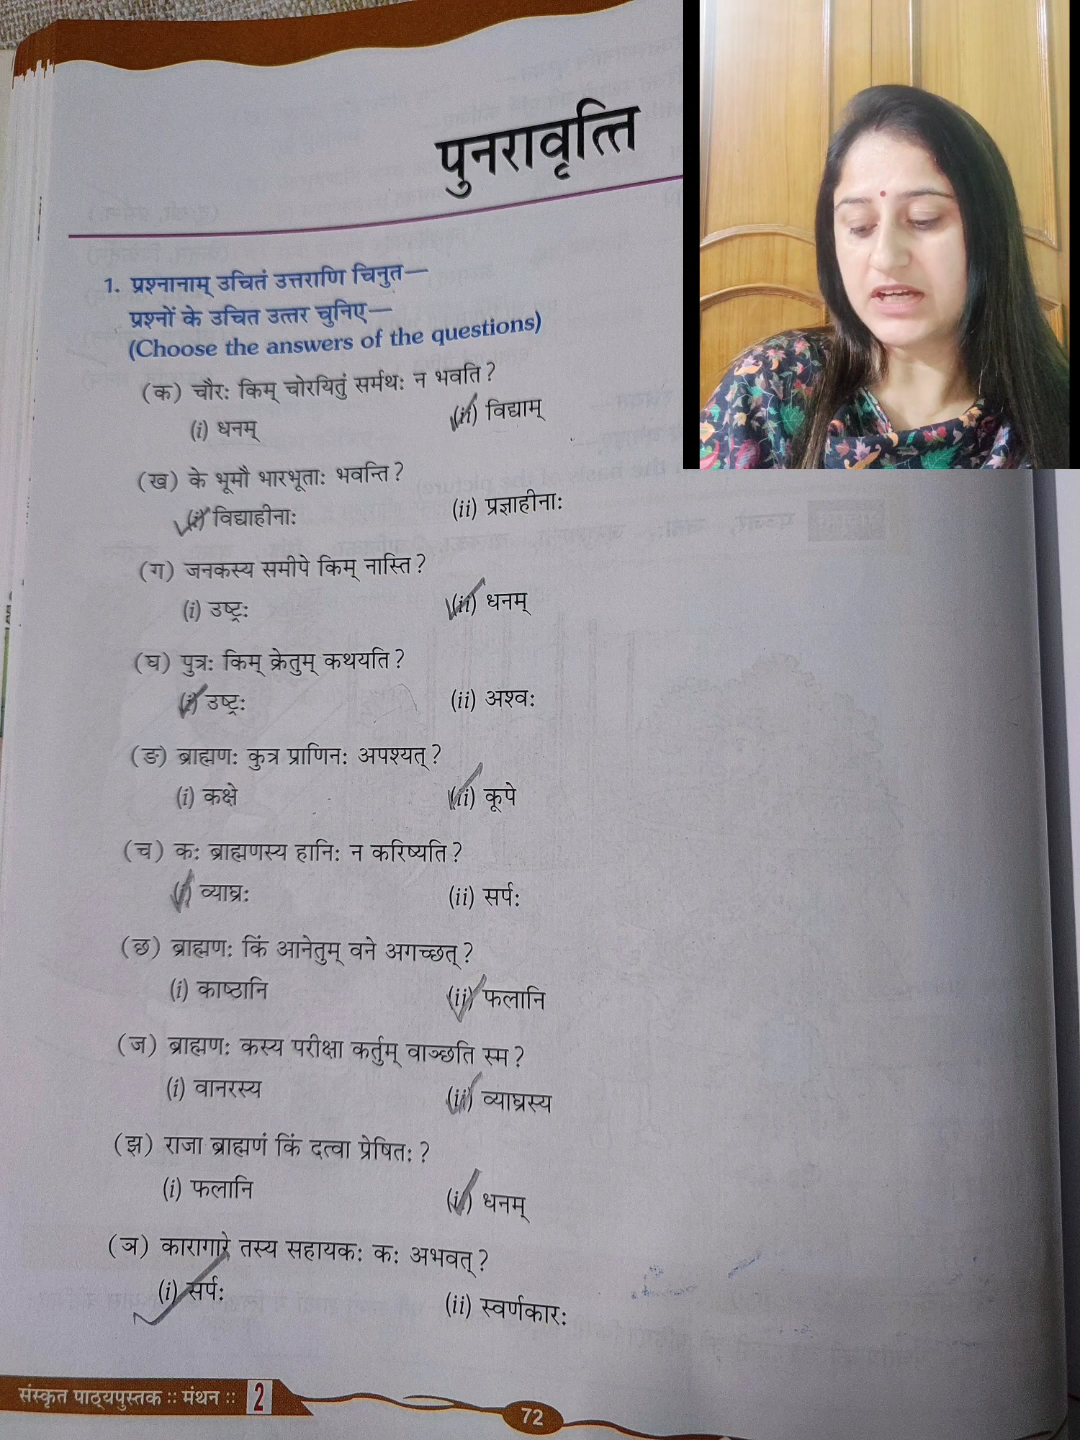 पुनरावृत्ति
1. प्रश्नानाम् उचितं उत्तराणि चिनुत—
प्रश्नों के उचित उत्तर चुनिए—
(Choose the answers of the questions)
(क) चौरः किम् चोरयितुं सर्मथः न भवति?
(i) धनम् (ii) विद्याम्
(ख) के भूमौ भारभूताः भवन्ति?
(i) विद्याहीनाः (ii) प्रज्ञाहीनाः
(ग) जनकस्य समीपे किम् नास्ति?
(i) उष्ट्रः (ii) धनम्
(घ) पुत्रः किम् क्रेतुम् कथयति?
(i) उष्ट्रः (ii) अश्वः
(ङ) ब्राह्मणः कुत्र प्राणिनः अपश्यत्?
(i) कक्षे (ii) कूपे
(च) कः ब्राह्मणस्य हानिः न करिष्यति?
(i) व्याघ्रः (ii) सर्पः
(छ) ब्राह्मणः किं आनेतुम् वने अगच्छत्?
(i) काष्ठानि (ii) फलानि
(ज) ब्राह्मणः कस्य परीक्षा कर्तुम् वाञ्छति स्म?
(i) वानरस्य (ii) व्याघ्रस्य
(झ) राजा ब्राह्मणं किं दत्वा प्रेषितः?
(i) फलानि (ii) धनम्
(ञ) कारागारे तस्य सहायकः कः अभवत्?
(i) सर्पः (ii) स्वर्णकारः
संस्कृत पाठ्यपुस्तक :: मंथन :: 2
72